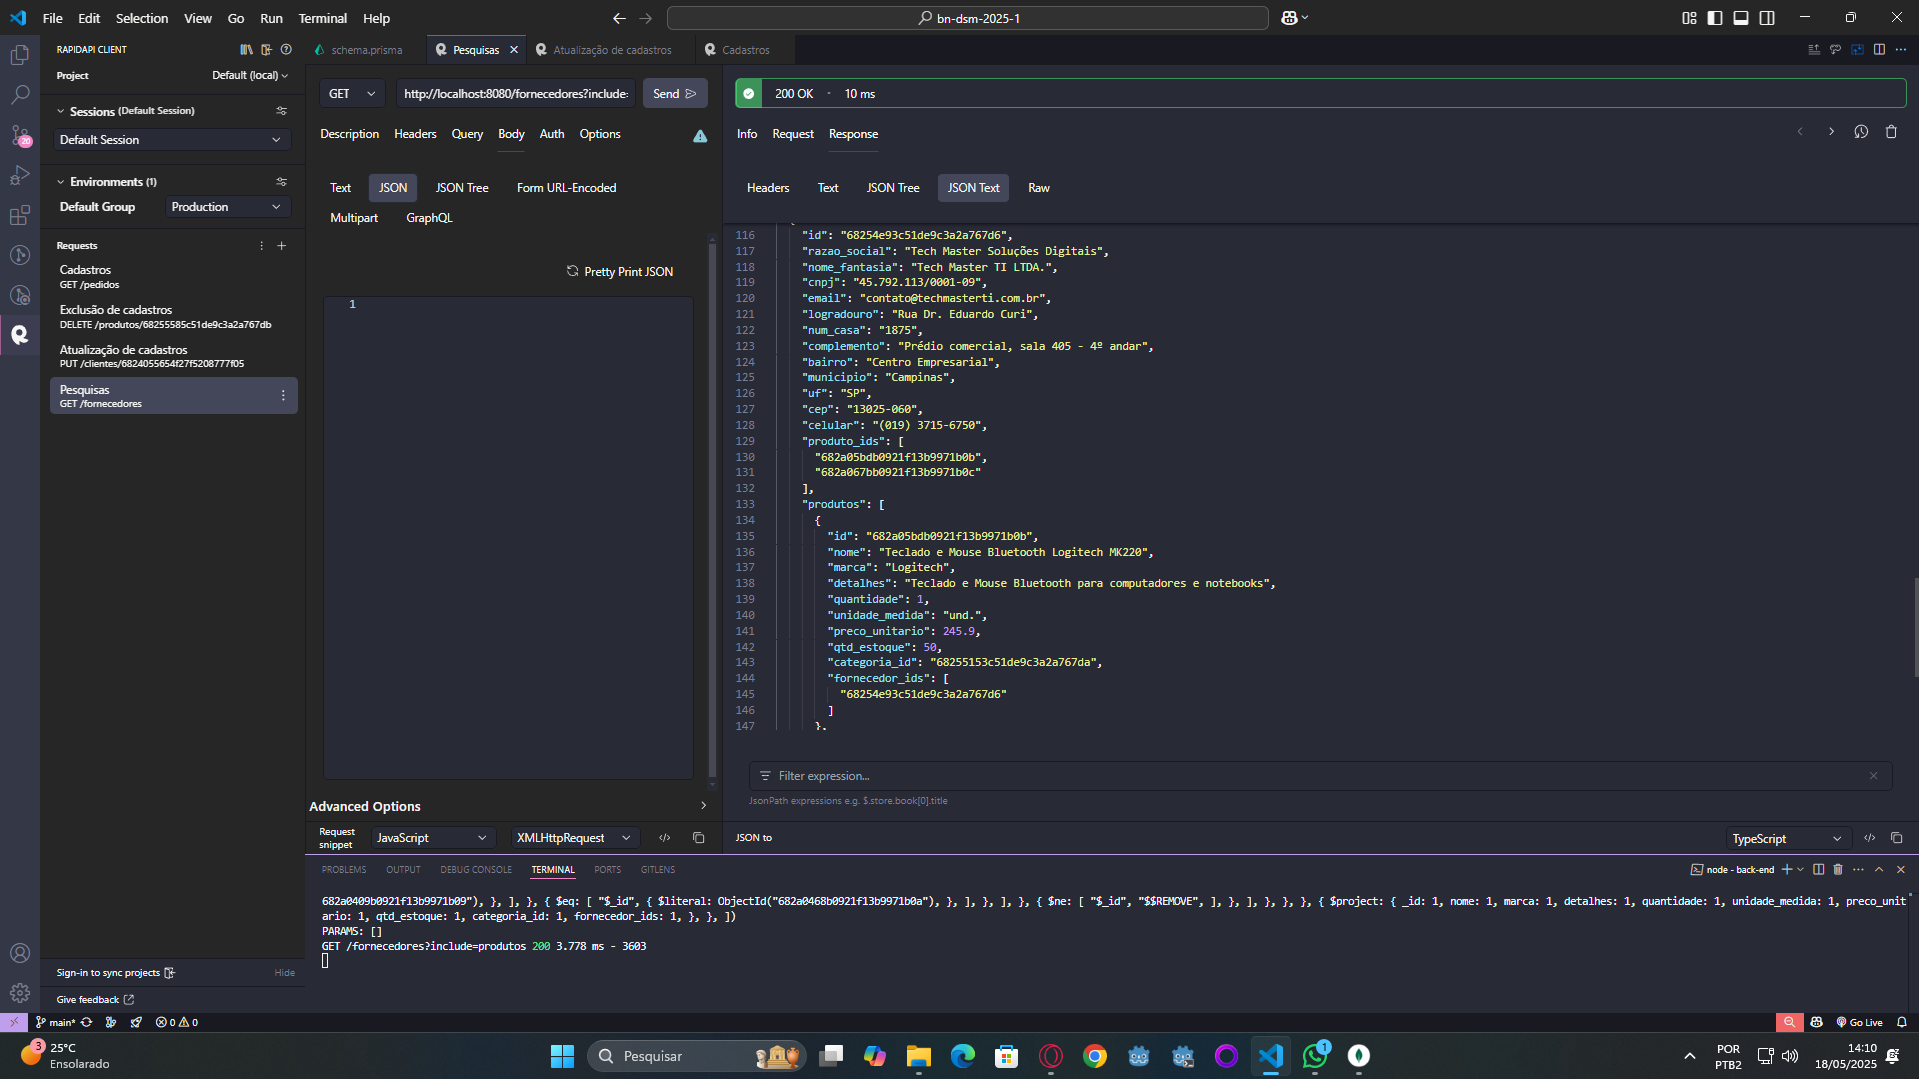 File Edit Selection View Go Run Terminal Help
bn-dsm-2025-1
RAPIDAPI CLIENT
Project
Default (local)
Sessions (Default Session)
Default Session
Environments (1)
Default Group
Production
Requests
Cadastros
GET /pedidos
Exclusão de cadastros
DELETE /produtos/68255585c51de9c3a2a767db
Atualização de cadastros
PUT /clientes/6824055654f27f5208777f05
Pesquisas
GET /fornecedores
Sign-in to sync projects
Hide
Give feedback
20
schema.prisma
Pesquisas
Atualização de cadastros
Cadastros
GET
http://localhost:8080/fornecedores?include:
Send
Description Headers Query Body Auth Options
Text JSON JSON Tree Form URL-Encoded
Multipart GraphQL
Pretty Print JSON
1
Advanced Options
Request snippet
JavaScript
XMLHttpRequest
200 OK · 10 ms
Info Request Response
Headers Text JSON Tree JSON Text Raw
116 "id": "68254e93c51de9c3a2a767d6",
117 "razao_social": "Tech Master Soluções Digitais",
118 "nome_fantasia": "Tech Master TI LTDA.",
119 "cnpj": "45.792.113/0001-09",
120 "email": "contato@techmasterti.com.br",
121 "logradouro": "Rua Dr. Eduardo Curi",
122 "num_casa": "1875",
123 "complemento": "Prédio comercial, sala 405 - 4º andar",
124 "bairro": "Centro Empresarial",
125 "municipio": "Campinas",
126 "uf": "SP",
127 "cep": "13025-060",
128 "celular": "(019) 3715-6750",
129 "produto_ids": [
130 "682a05bdb0921f13b9971b0b",
131 "682a067bb0921f13b9971b0c"
132 ],
133 "produtos": [
134 {
135 "id": "682a05bdb0921f13b9971b0b",
136 "nome": "Teclado e Mouse Bluetooth Logitech MK220",
137 "marca": "Logitech",
138 "detalhes": "Teclado e Mouse Bluetooth para computadores e notebooks",
139 "quantidade": 1,
140 "unidade_medida": "und.",
141 "preco_unitario": 245.9,
142 "qtd_estoque": 50,
143 "categoria_id": "68255153c51de9c3a2a767da",
144 "fornecedor_ids": [
145 "68254e93c51de9c3a2a767d6"
146 ]
147 },
Filter expression...
JsonPath expressions e.g. $.store.book[0].title
JSON to
TypeScript
PROBLEMS OUTPUT DEBUG CONSOLE TERMINAL PORTS GITLENS
node - back-end
682a0409b0921f13b9971b09"), }, ], }, { $eq: [ "$_id", { $literal: ObjectId("682a0468b0921f13b9971b0a"), }, ], }, ], }, { $ne: [ "$_id", "$$REMOVE", ], }, ], }, }, }, { $project: { _id: 1, nome: 1, marca: 1, detalhes: 1, quantidade: 1, unidade_medida: 1, preco_unit
ario: 1, qtd_estoque: 1, categoria_id: 1, fornecedor_ids: 1, }, }, ])
PARAMS: []
GET /fornecedores?include=produtos 200 3.778 ms - 3603
main*
0 0
Go Live
3
25°C
Ensolarado
Pesquisar
1
POR
PTB2
14:10
18/05/2025